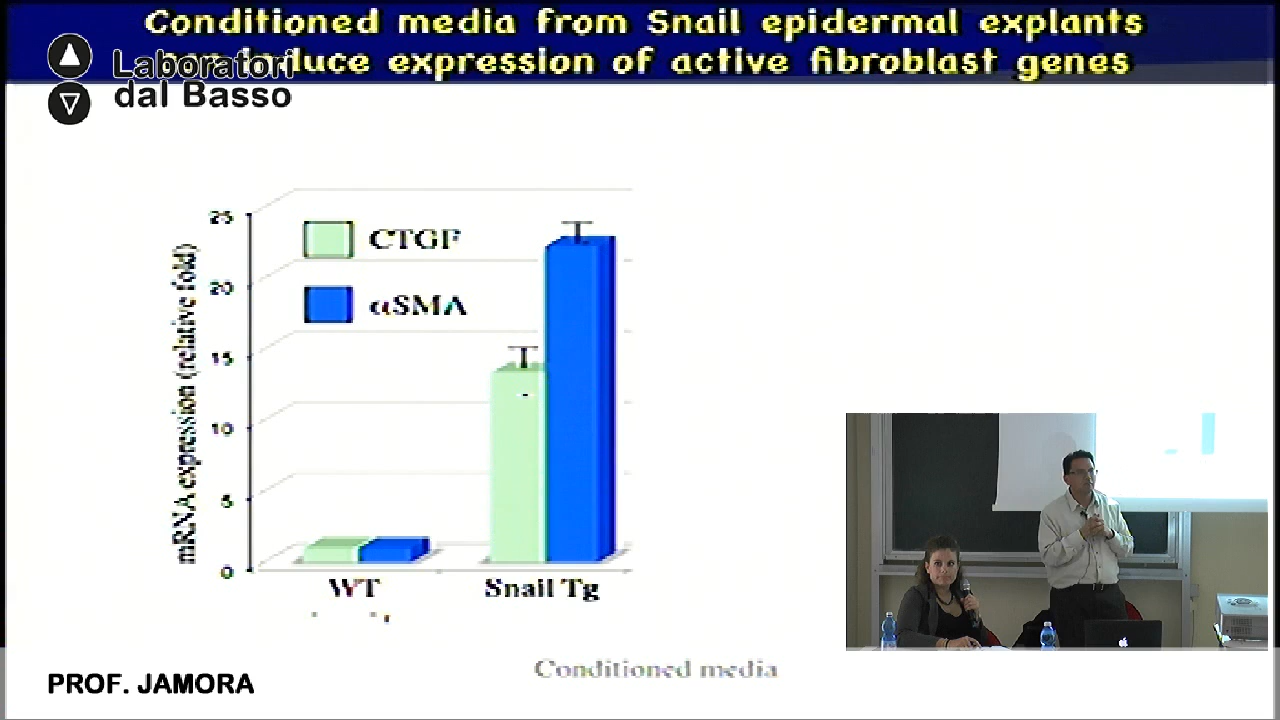 Conditioned media from Snail epidermal explants
induce expression of active fibroblast genes
Laboratori
dal Basso
25
20
15
10
5
0
mRNA expression (relative fold)
CTGF
αSMA
WT
Snail Tg
Conditioned media
PROF. JAMORA